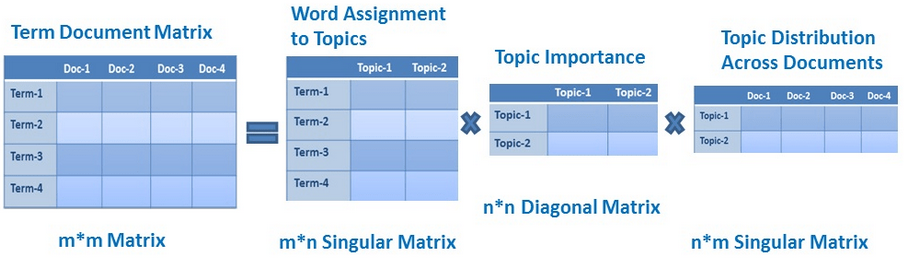 Term Document Matrix
Doc-1 Doc-2 Doc-3 Doc-4
Term-1
Term-2
Term-3
Term-4
m*m Matrix
Word Assignment
to Topics
Topic-1 Topic-2
Term-1
Term-2
Term-3
Term-4
m*n Singular Matrix
Topic Importance
Topic-1 Topic-2
Topic-1
Topic-2
n*n Diagonal Matrix
Topic Distribution
Across Documents
Doc-1 Doc-2 Doc-3 Doc-4
Topic-1
Topic-2
n*m Singular Matrix